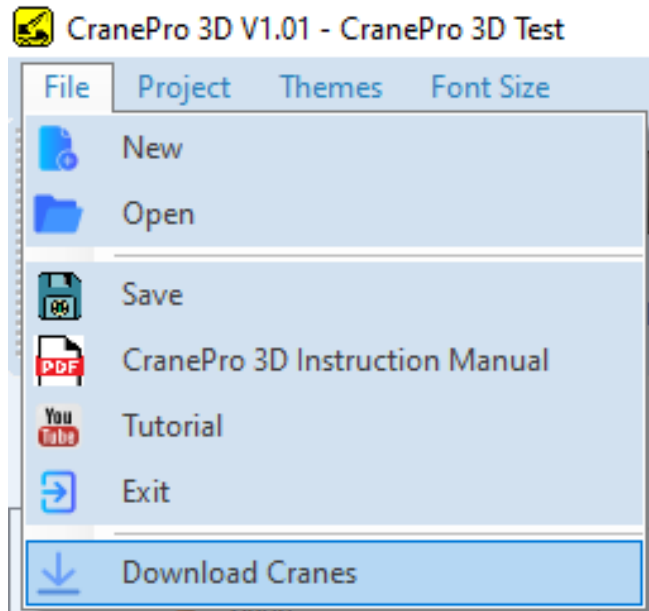 CranePro 3D V1.01 - CranePro 3D Test
File Project Themes Font Size
New
Open
Save
PDF CranePro 3D Instruction Manual
You Tube Tutorial
Exit
Download Cranes